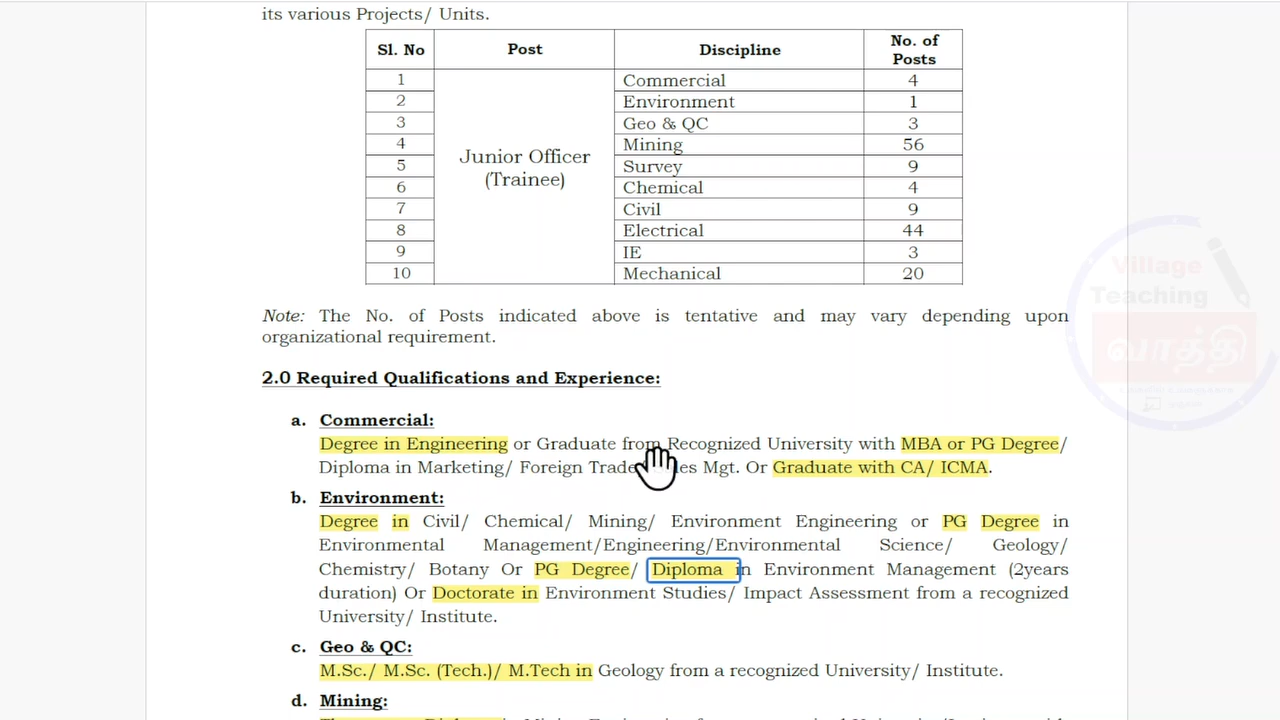 its various Projects/ Units.
Sl. No Post Discipline No. of Posts
1 Junior Officer (Trainee) Commercial 4
2 Environment 1
3 Geo & QC 3
4 Mining 56
5 Survey 9
6 Chemical 4
7 Civil 9
8 Electrical 44
9 IE 3
10 Mechanical 20
Note: The No. of Posts indicated above is tentative and may vary depending upon
organizational requirement.
2.0 Required Qualifications and Experience:
a. Commercial:
Degree in Engineering or Graduate from Recognized University with MBA or PG Degree/
Diploma in Marketing/ Foreign Trade Mgt. Or Graduate with CA/ ICMA.
b. Environment:
Degree in Civil/ Chemical/ Mining/ Environment Engineering or PG Degree in
Environmental Management/Engineering/Environmental Science/ Geology/
Chemistry/ Botany Or PG Degree/ Diploma in Environment Management (2years
duration) Or Doctorate in Environment Studies/ Impact Assessment from a recognized
University/ Institute.
c. Geo & QC:
M.Sc./ M.Sc. (Tech.)/ M.Tech in Geology from a recognized University/ Institute.
d. Mining:
Village
Teaching
வாத்தி